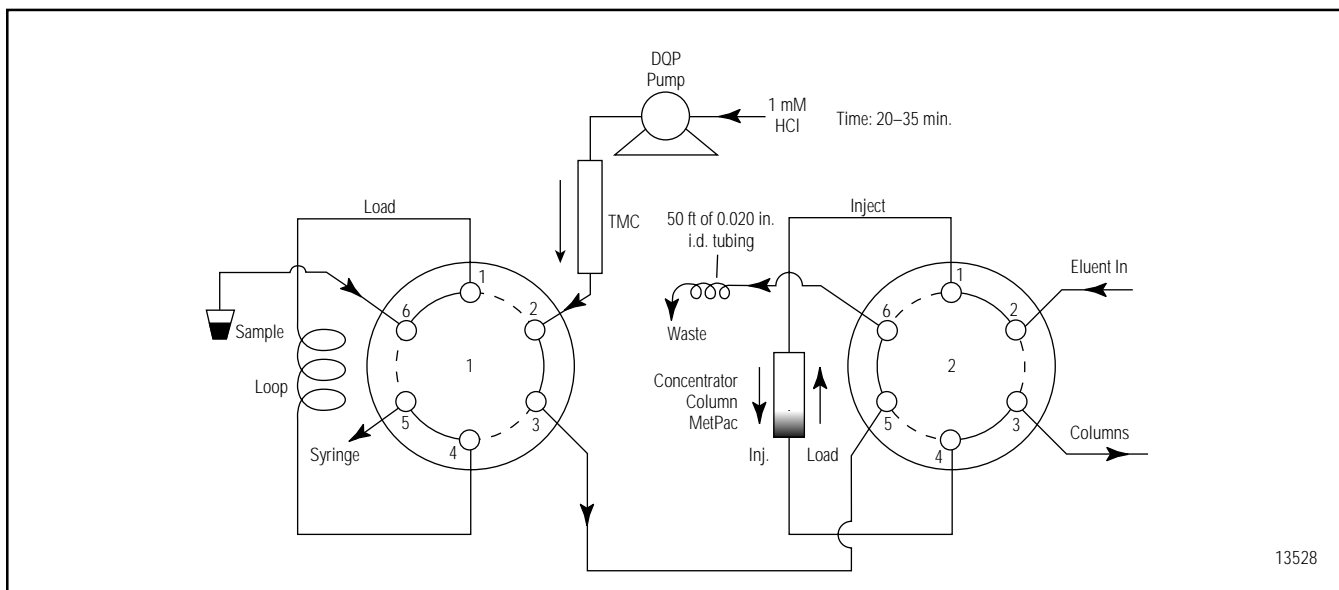 DQP
Pump
1 mM
HCl
Time: 20–35 min.
Load
TMC
50 ft of 0.020 in.
i.d. tubing
Inject
Eluent In
Sample
Loop
Syringe
1
2
3
4
5
6
1
Waste
Concentrator
Column
MetPac
Inj.
Load
1
2
3
4
5
6
2
Columns
13528